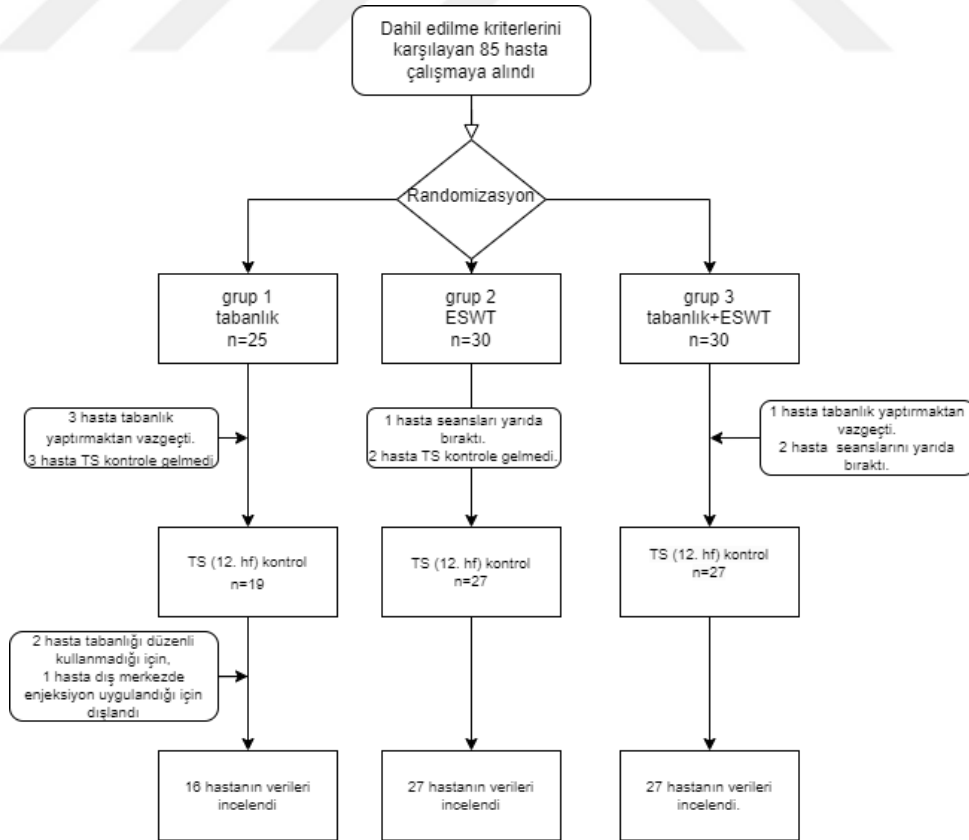 Dahil edilme kriterlerini
karşılayan 85 hasta
çalişmaya alındı
Randomizasyon
grup 1
tabanlık
n=25
grup 2
ESWT
n=30
grup 3
tabanlık+ESWT
n=30
3 hasta tabanlık
yaptırmaktan vazgeçti.
3 hasta TS kontrole gelmedi
1 hasta seansları yarıda
bıraktı.
2 hasta TS kontrole gelmedi.
1 hasta tabanlık yaptırmaktan
vazgeçti.
2 hasta seanslarını yarıda
bıraktı.
TS (12. hf) kontrol
n=19
TS (12. hf) kontrol
n=27
TS (12. hf) kontrol
n=27
2 hasta tabanlığı düzenli
kullanmadığı için,
1 hasta dış merkezde
enjeksiyon uygulandığı için
dışlandı
16 hastanın verileri
incelendi
27 hastanın verileri
incelendi
27 hastanın verileri
incelendi.